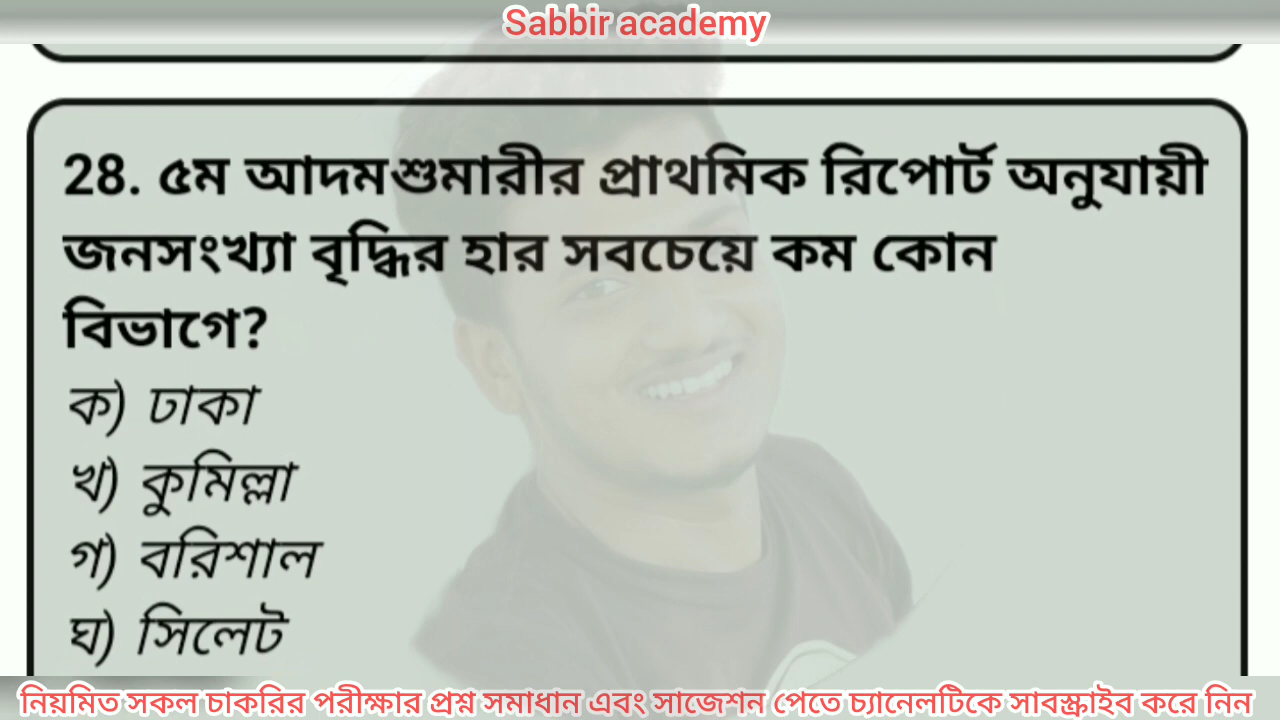 Sabbir academy
28. ৫ম আদমশুমারীর প্রাথমিক রিপোর্ট অনুযায়ী
জনসংখ্যা বৃদ্ধির হার সবচেয়ে কম কোন
বিভাগে?
ক) ঢাকা
খ) কুমিল্লা
গ) বরিশাল
ঘ) সিলেট
নিয়মিত সকল চাকরির পরীক্ষার প্রশ্ন সমাধান এবং সাজেশন পেতে চ্যানেলটিকে সাবস্ক্রাইব করে নিন